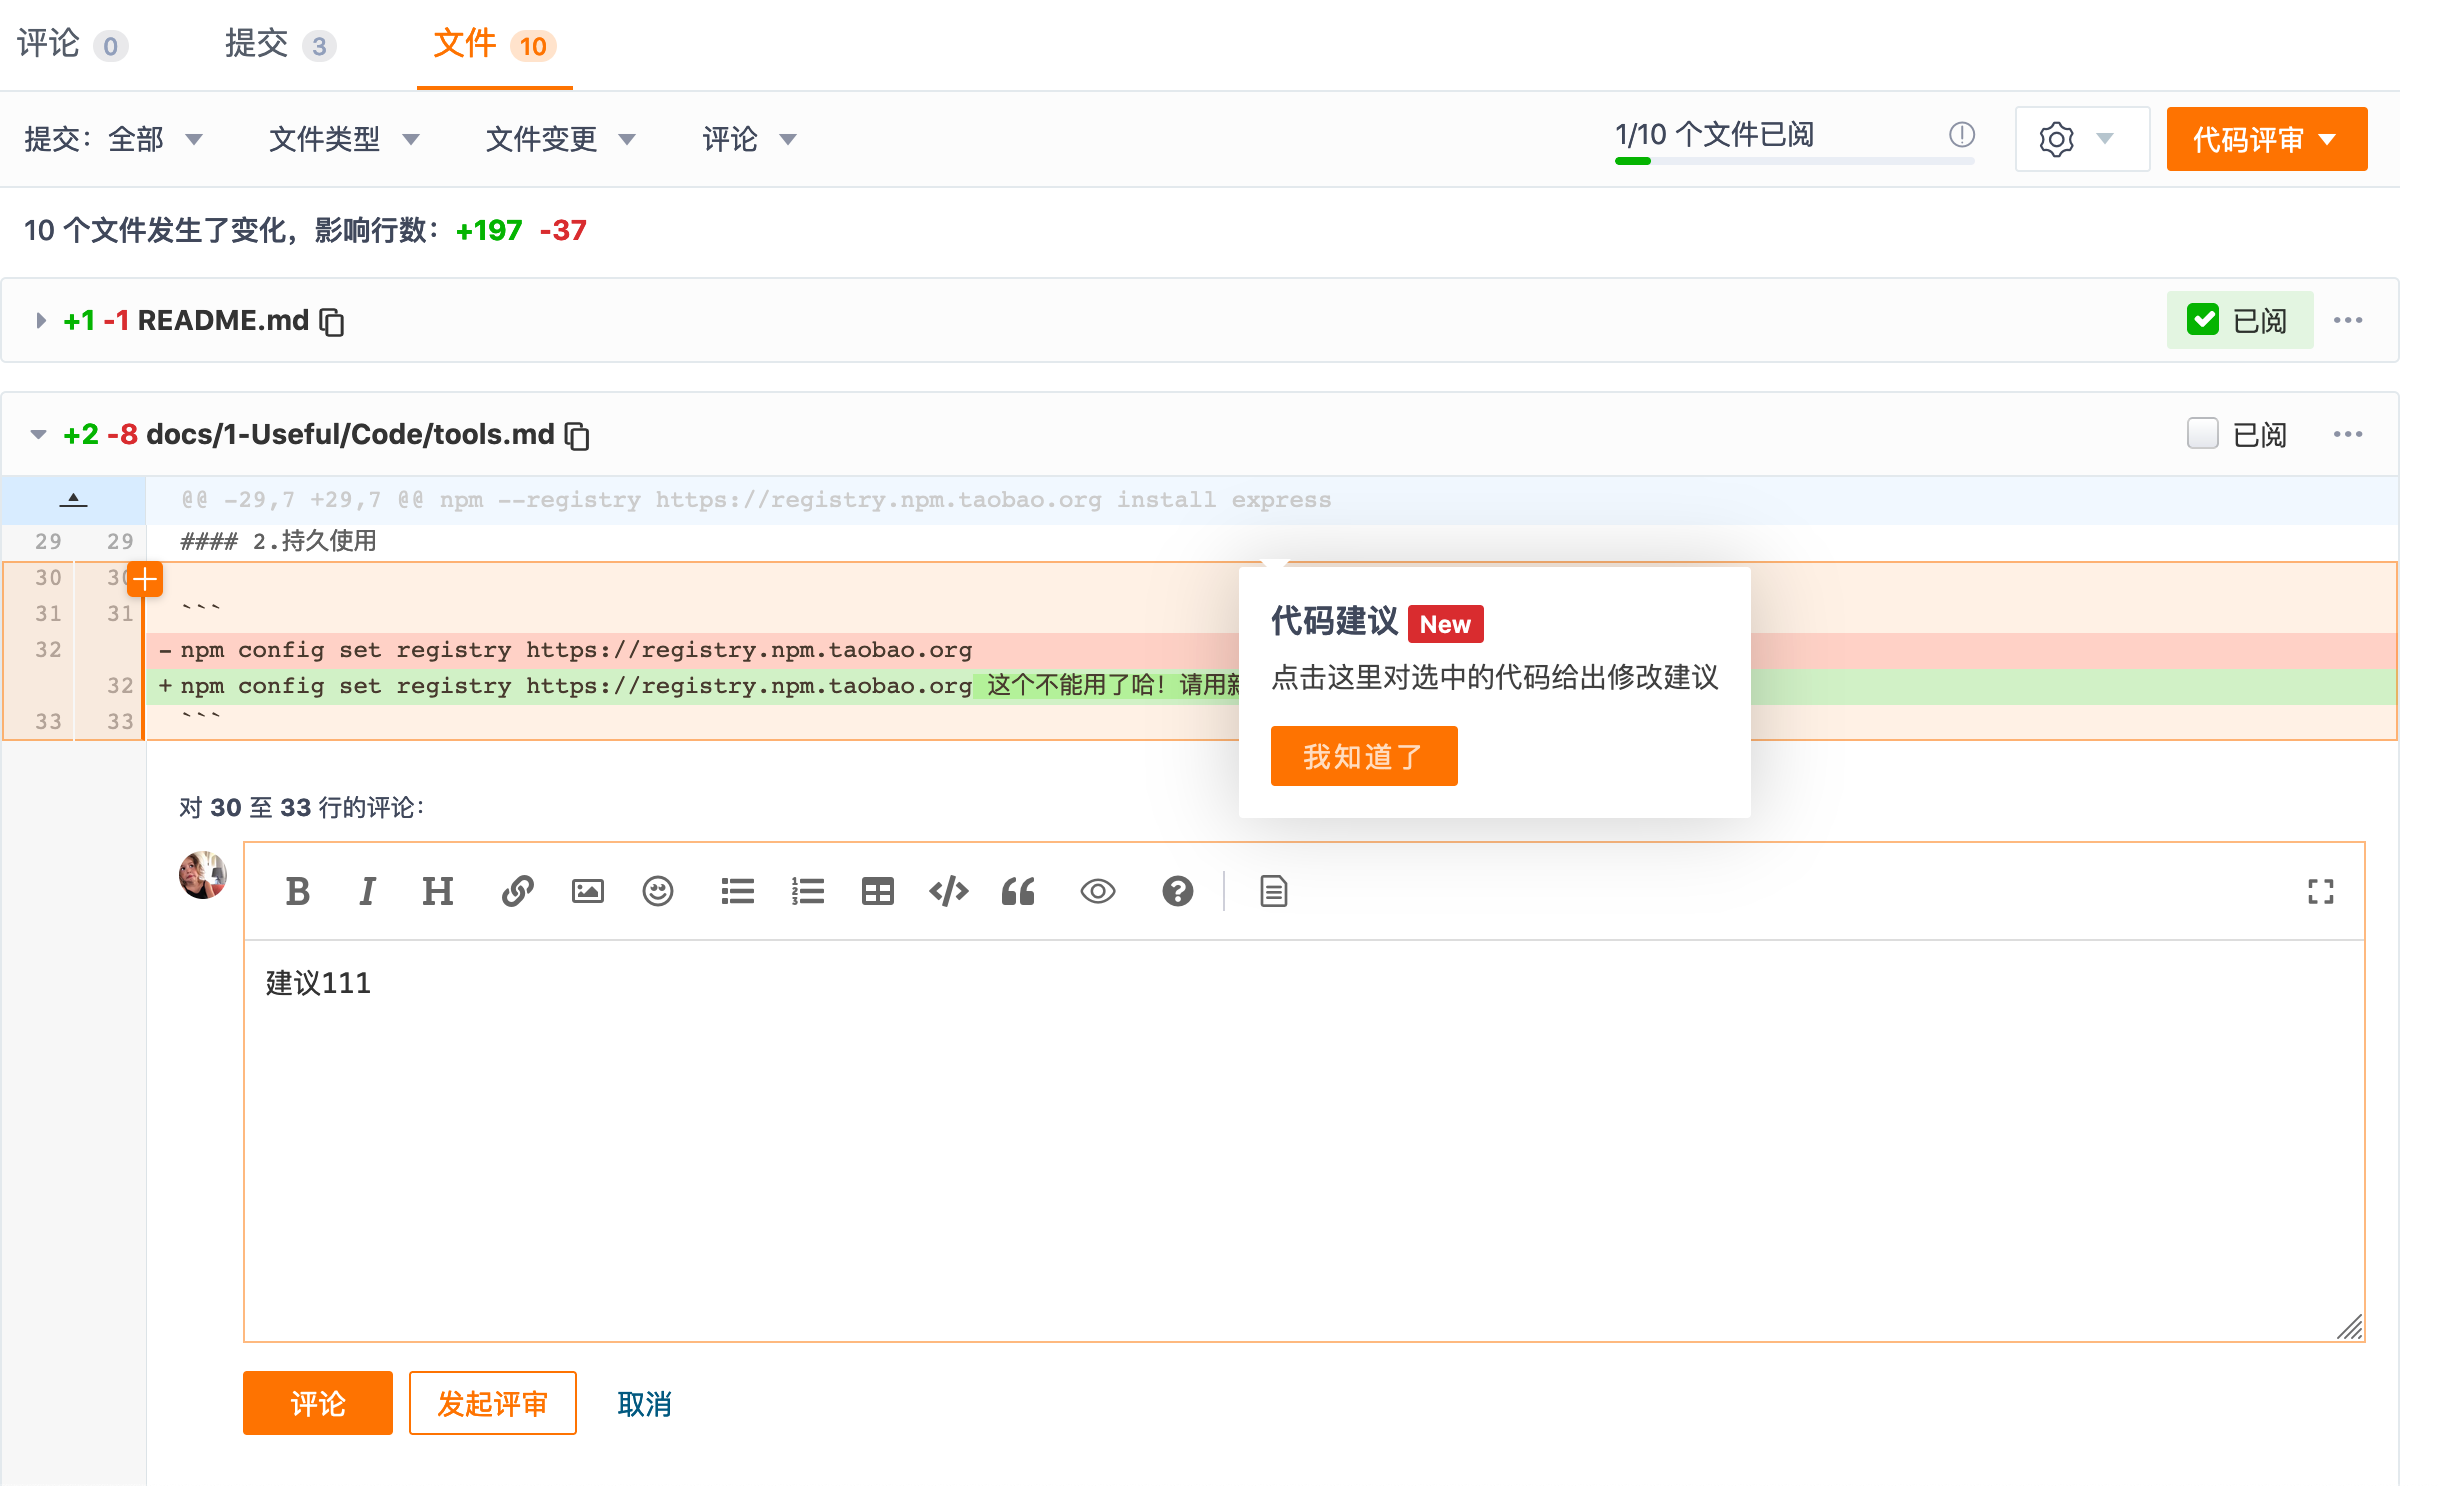 评论 0 提交 3 文件 10
提交：全部 文件类型 文件变更 评论 1/10 个文件已阅 代码评审
10 个文件发生了变化，影响行数：+197 -37
+1 -1 README.md 已阅
+2 -8 docs/1-Useful/Code/tools.md 已阅
@@ -29,7 +29,7 @@ npm --registry https://registry.npm.taobao.org install express
29 29 #### 2.持久使用
30 30
31 31 ```
32 - npm config set registry https://registry.npm.taobao.org
32 + npm config set registry https://registry.npm.taobao.org 这个不能用了哈！请用新
33 33 ```
代码建议 New
点击这里对选中的代码给出修改建议
我知道了
对 30 至 33 行的评论：
建议111
评论 发起评审 取消